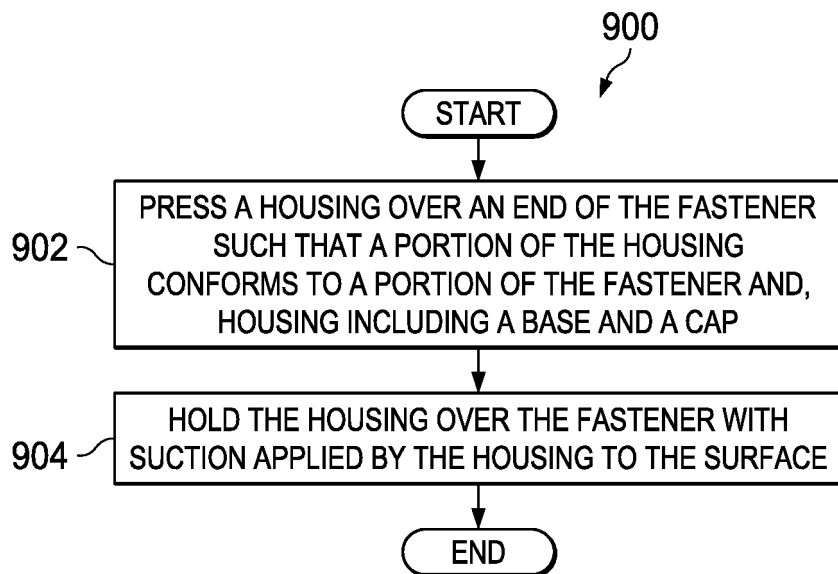 900
START
902
PRESS A HOUSING OVER AN END OF THE FASTENER
SUCH THAT A PORTION OF THE HOUSING
CONFORMS TO A PORTION OF THE FASTENER AND,
HOUSING INCLUDING A BASE AND A CAP
904
HOLD THE HOUSING OVER THE FASTENER WITH
SUCTION APPLIED BY THE HOUSING TO THE SURFACE
END